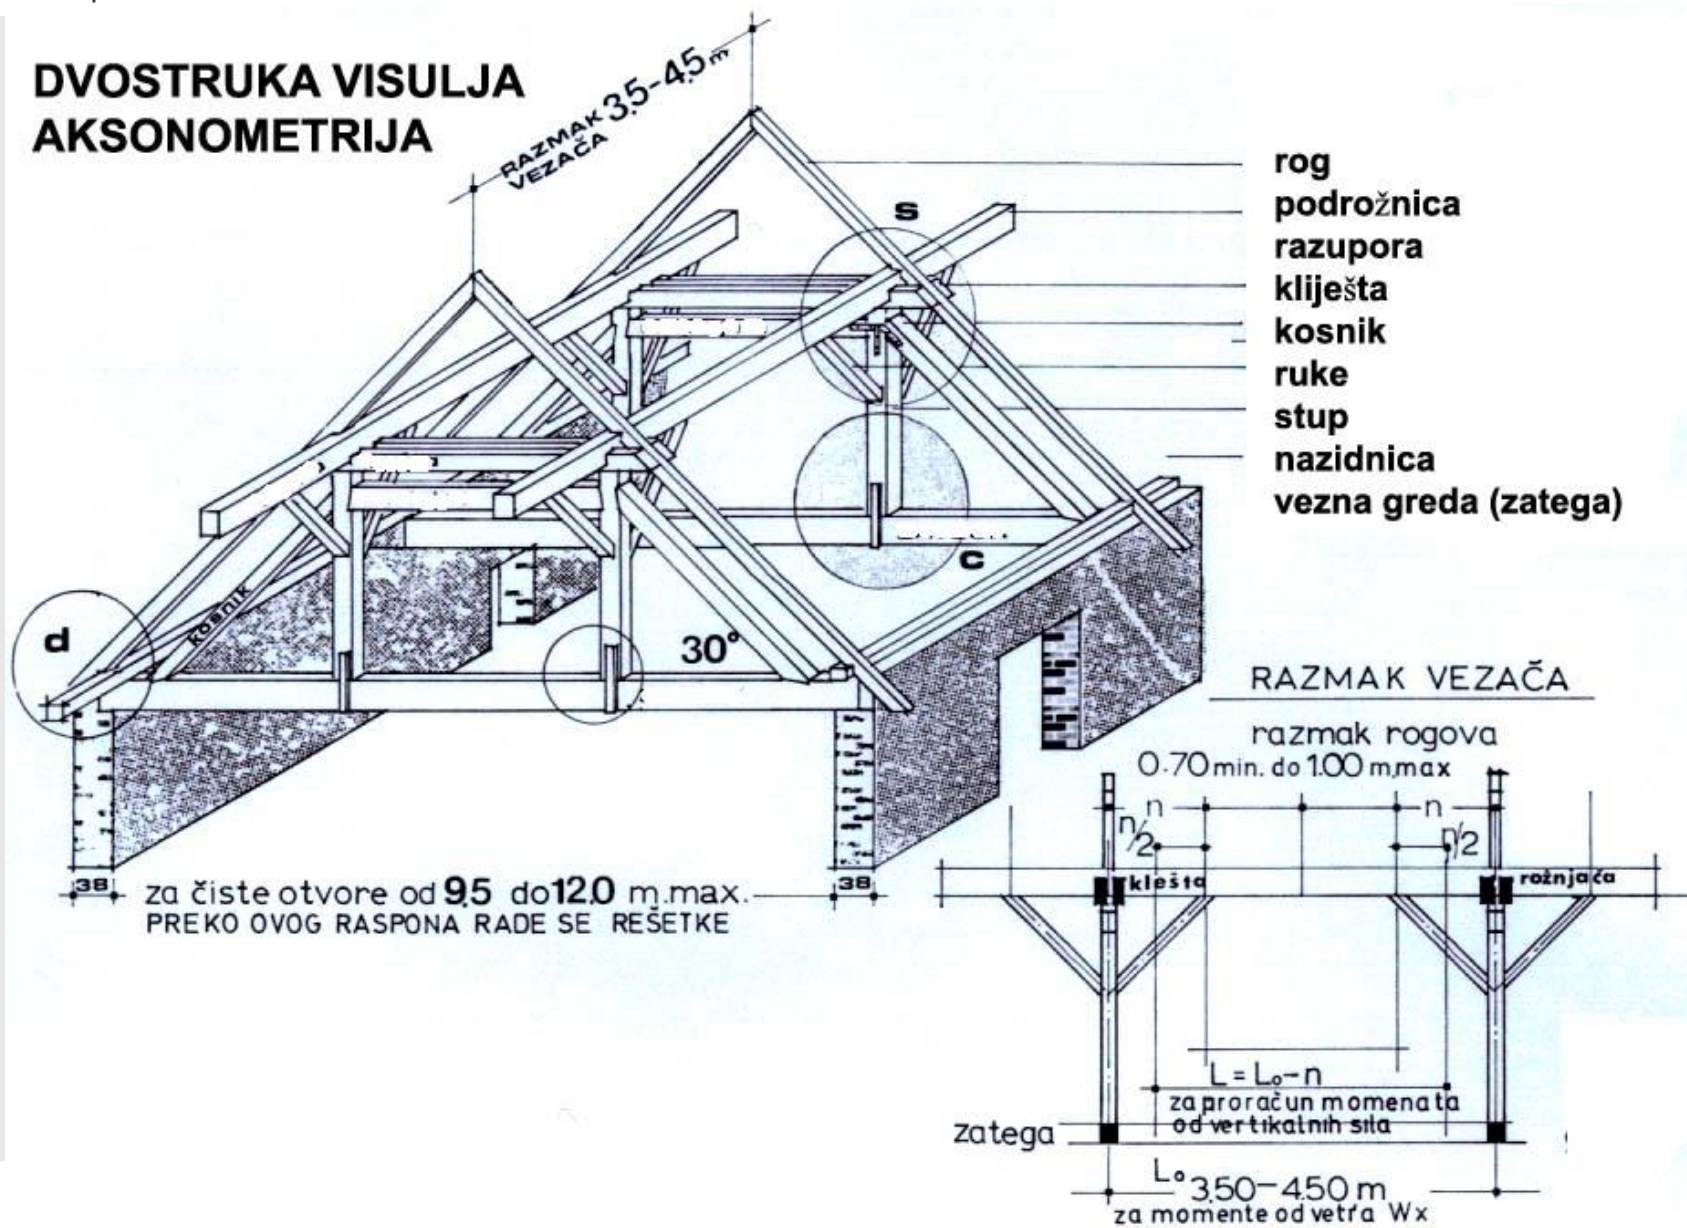 DVOSTRUKA VISULJA
AKSONOMETRIJA
RAZMAK 3,5-4,5 m
VEZAČA
rog
podrožnica
razupora
kliješta
kosnik
ruke
stup
nazidnica
vezna greda (zatega)
s
c
d
kosnik
30°
38
za čiste otvore od 9,5 do 12.0 m.max.
38
PREKO OVOG RASPONA RADE SE REŠETKE
RAZMAK VEZAČA
razmak rogova
0.70 min. do 1.00 m,max
n
n
n/2
n/2
klešta
rožnjača
L = Lo-n
za proračun momenata
od vertikalnih sila
zatega
Lo 3,50-4,50 m
za momente od vetra Wx